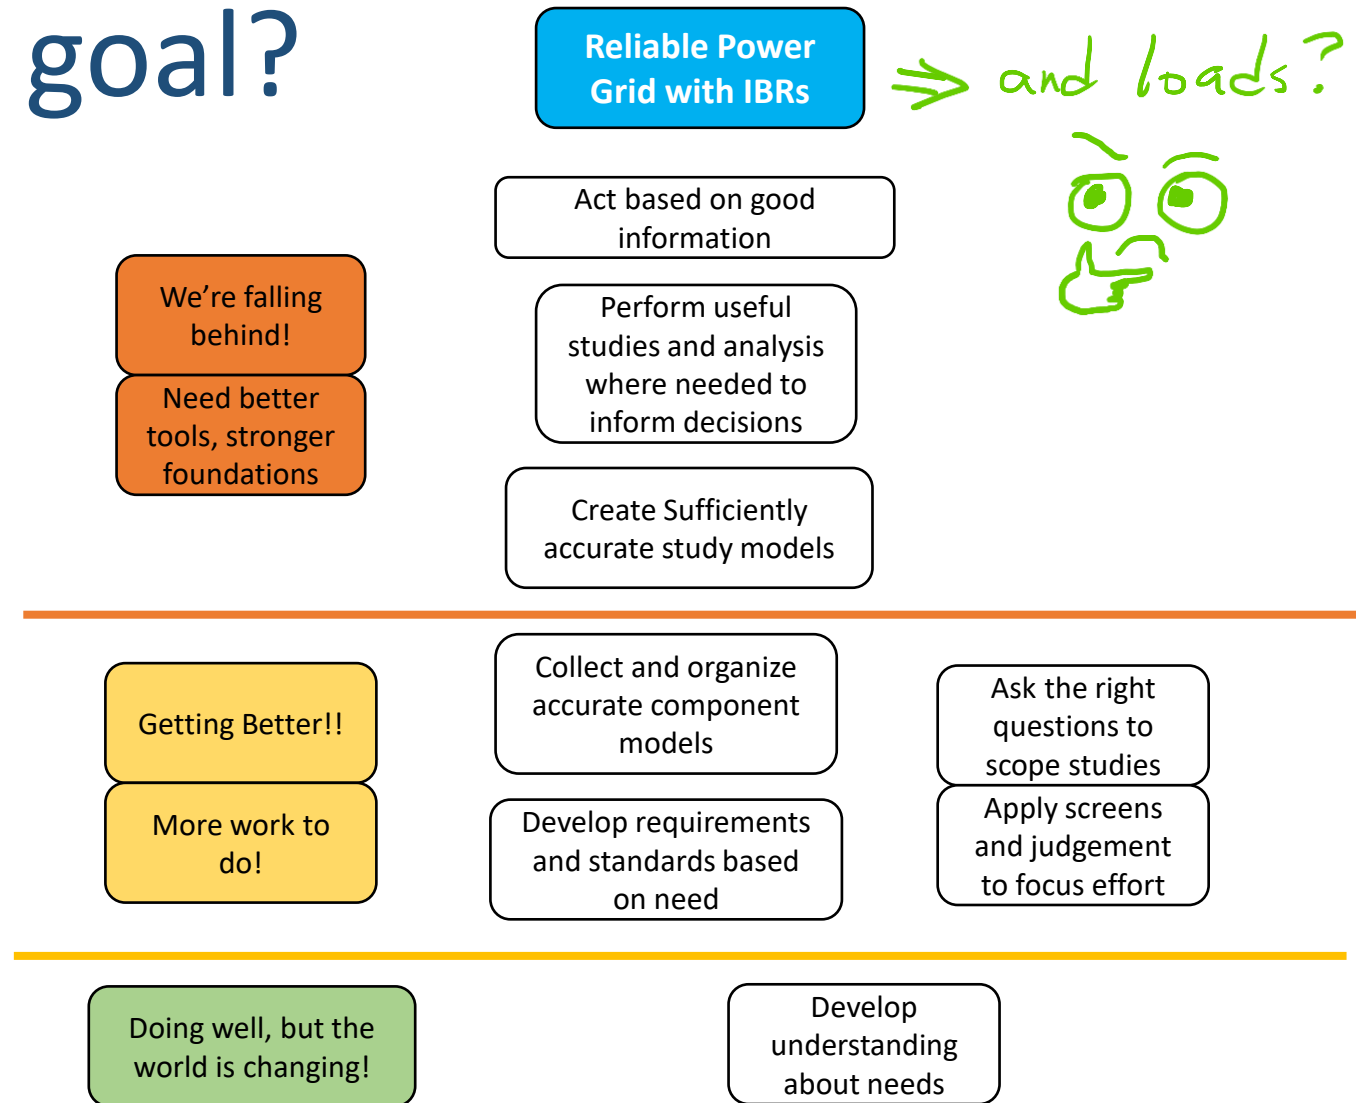 goal?
Reliable Power
Grid with IBRs
⇒ and loads?
Act based on good
information
We're falling
behind!
Need better
tools, stronger
foundations
Perform useful
studies and analysis
where needed to
inform decisions
Create Sufficiently
accurate study models
Getting Better!!
More work to
do!
Collect and organize
accurate component
models
Develop requirements
and standards based
on need
Ask the right
questions to
scope studies
Apply screens
and judgement
to focus effort
Doing well, but the
world is changing!
Develop
understanding
about needs